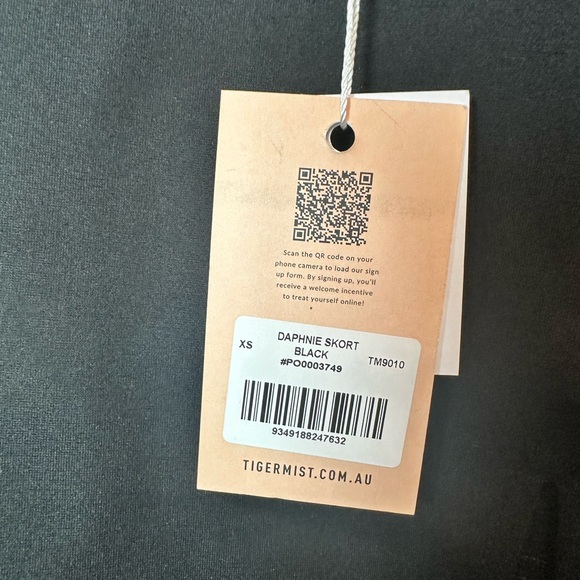 Scan the QR code on your
phone camera to load our sign
up form. By signing up, you'll
receive a welcome incentive
to treat yourself online!
XS
DAPHNIE SKORT
BLACK
#PO0003749
TM9010
9349188247632
TIGERMIST.COM.AU